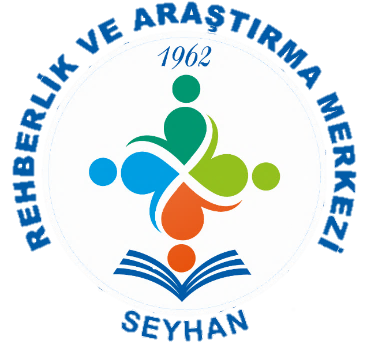 REHBERLİK VE ARAŞTIRMA MERKEZİ
1962
SEYHAN